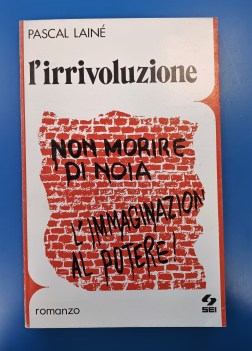 PASCAL LAINÉ
l'irrivoluzione
NON MORIRE
DI NOIA
L'IMMAGINAZION
AL POTERE!
romanzo
SEI